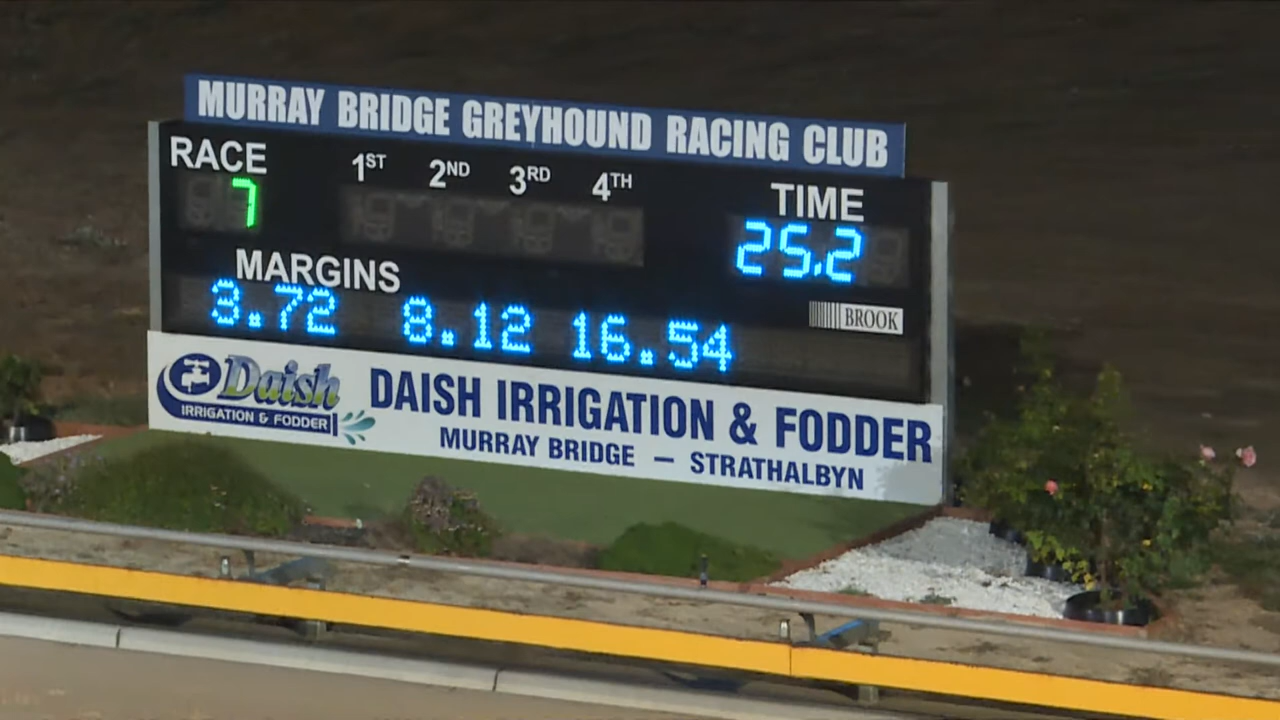 MURRAY BRIDGE GREYHOUND RACING CLUB
RACE 1ST 2ND 3RD 4TH TIME
7 25.2
MARGINS
3.72 8.12 16.54
BROOK
Daish
IRRIGATION & FODDER
DAISH IRRIGATION & FODDER
MURRAY BRIDGE – STRATHALBYN